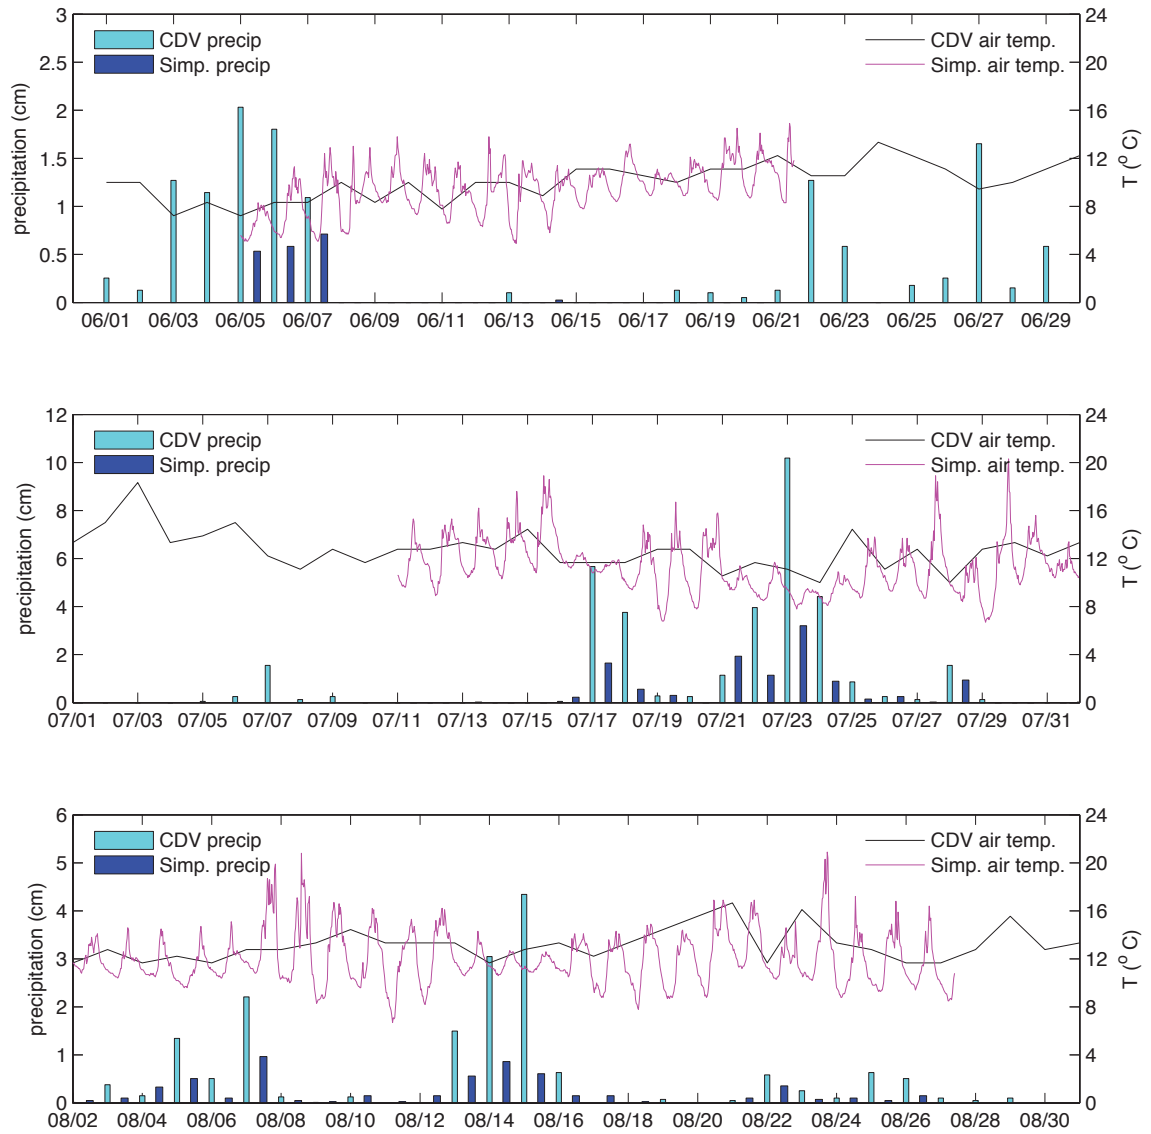 3
2.5
2
1.5
1
0.5
0
precipitation (cm)
CDV precip
Simp. precip
CDV air temp.
Simp. air temp.
24
20
16
12
8
4
0
T (° C)
06/01 06/03 06/05 06/07 06/09 06/11 06/13 06/15 06/17 06/19 06/21 06/23 06/25 06/27 06/29
12
10
8
6
4
2
0
precipitation (cm)
CDV precip
Simp. precip
CDV air temp.
Simp. air temp.
24
20
16
12
8
4
0
T (° C)
07/01 07/03 07/05 07/07 07/09 07/11 07/13 07/15 07/17 07/19 07/21 07/23 07/25 07/27 07/29 07/31
6
5
4
3
2
1
0
precipitation (cm)
CDV precip
Simp. precip
CDV air temp.
Simp. air temp.
24
20
16
12
8
4
0
T (° C)
08/02 08/04 08/06 08/08 08/10 08/12 08/14 08/16 08/18 08/20 08/22 08/24 08/26 08/28 08/30